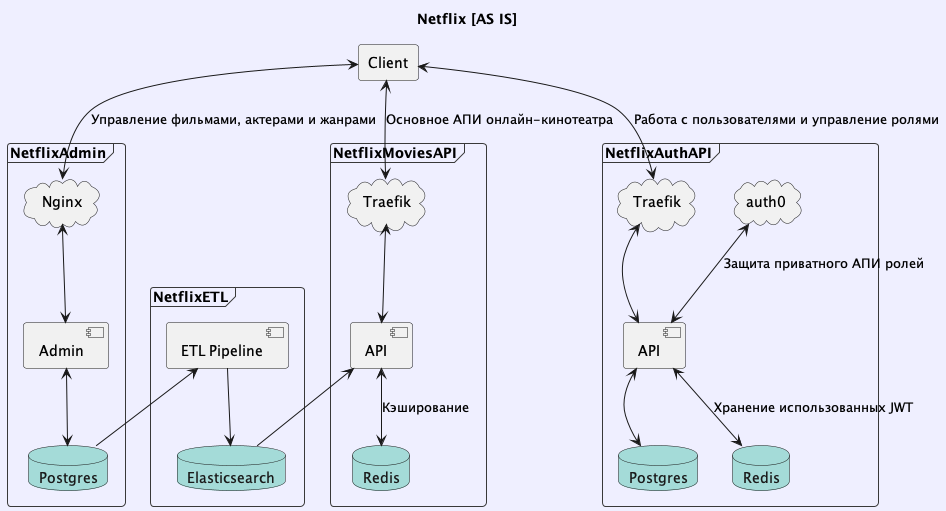 Netflix [AS IS]
Client
Управление фильмами, актерами и жанрами
Основное АПИ онлайн-кинотеатра
Работа с пользователями и управление ролями
NetflixAdmin
NetflixMoviesAPI
NetflixAuthAPI
Nginx
Traefik
Traefik
auth0
Защита приватного АПИ ролей
NetflixETL
Admin
ETL Pipeline
API
API
Кэширование
Хранение использованных JWT
Postgres
Elasticsearch
Redis
Postgres
Redis